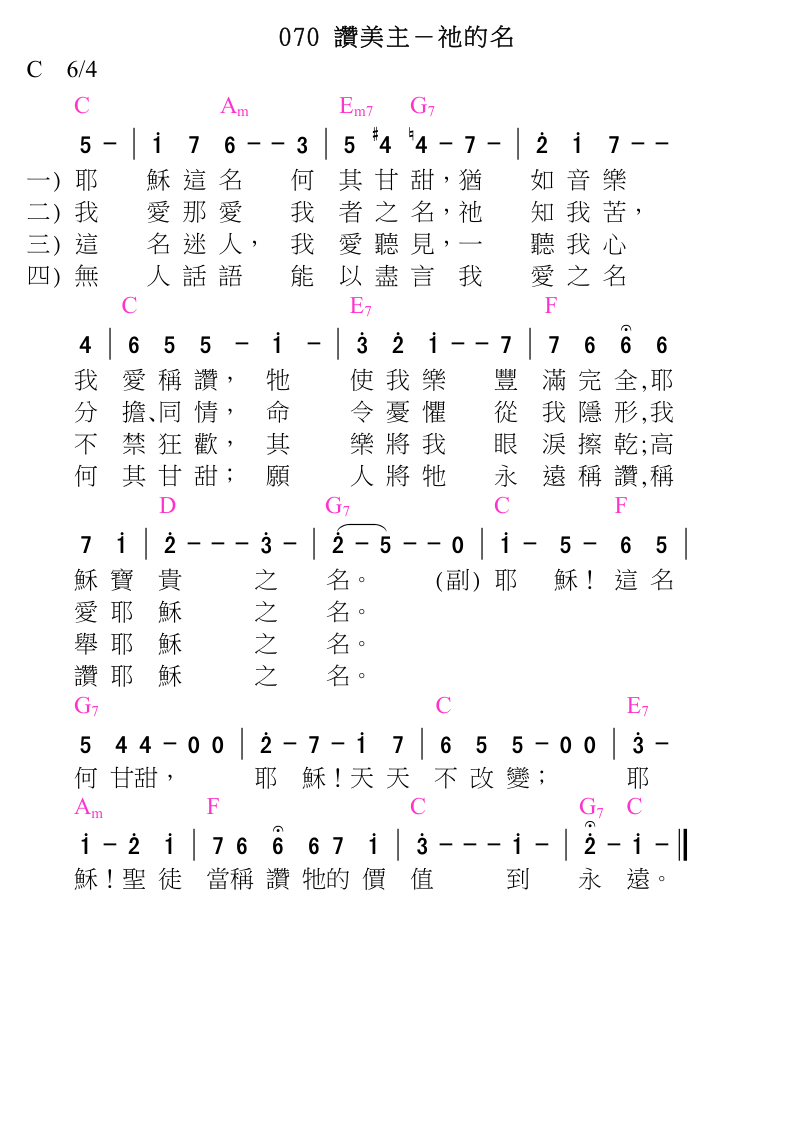 070 讚美主－祂的名
C 6/4
C Am Em7 G7
5 - | i 7 6 - - 3 | 5 #4 ♮4 - 7 - | 2̇ i 7 - -
一) 耶 穌 這 名 何 其 甘 甜，猶 如 音 樂
二) 我 愛 那 愛 我 者 之 名，祂 知 我 苦，
三) 這 名 迷 人， 我 愛 聽 見，一 聽 我 心
四) 無 人 話 語 能 以 盡 言 我 愛 之 名
C E7 F
4 | 6 5 5 - i - | 3̇ 2̇ i - - 7 | 7 6 6 6
我 愛 稱 讚， 牠 使 我 樂 豐 滿 完 全,耶
分 擔、同 情， 命 令 憂 懼 從 我 隱 形,我
不 禁 狂 歡， 其 樂 將 我 眼 淚 擦 乾;高
何 其 甘 甜； 願 人 將 牠 永 遠 稱 讚,稱
D G7 C F
7 i | 2̇ - - - 3̇ - | 2̇ - 5 - - 0 | i - 5 - 6 5 |
穌 寶 貴 之 名。 (副) 耶 穌！ 這 名
愛 耶 穌 之 名。
舉 耶 穌 之 名。
讚 耶 穌 之 名。
G7 C E7
5 4 4 - 0 0 | 2̇ - 7 - i 7 | 6 5 5 - 0 0 | 3̇ -
何 甘甜， 耶 穌！天 天 不 改 變； 耶
Am F C G7 C
i - 2̇ i | 7 6 6 6 7 i | 3̇ - - - i - | 2̇ - i - ‖
穌！聖 徒 當稱 讚 牠的 價 值 到 永 遠。